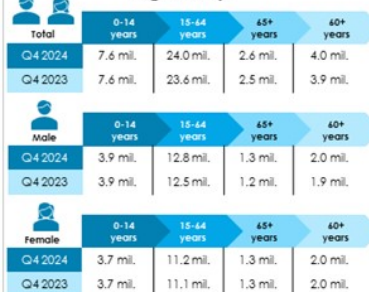 0-14 years 15-64 years 65+ years 60+ years
Total
Q4 2024 7.6 mil. 24.0 mil. 2.6 mil. 4.0 mil.
Q4 2023 7.6 mil. 23.6 mil. 2.5 mil. 3.9 mil.
0-14 years 15-64 years 65+ years 60+ years
Male
Q4 2024 3.9 mil. 12.8 mil. 1.3 mil. 2.0 mil.
Q4 2023 3.9 mil. 12.5 mil. 1.2 mil. 1.9 mil.
0-14 years 15-64 years 65+ years 60+ years
Female
Q4 2024 3.7 mil. 11.2 mil. 1.3 mil. 2.0 mil.
Q4 2023 3.7 mil. 11.1 mil. 1.3 mil. 2.0 mil.